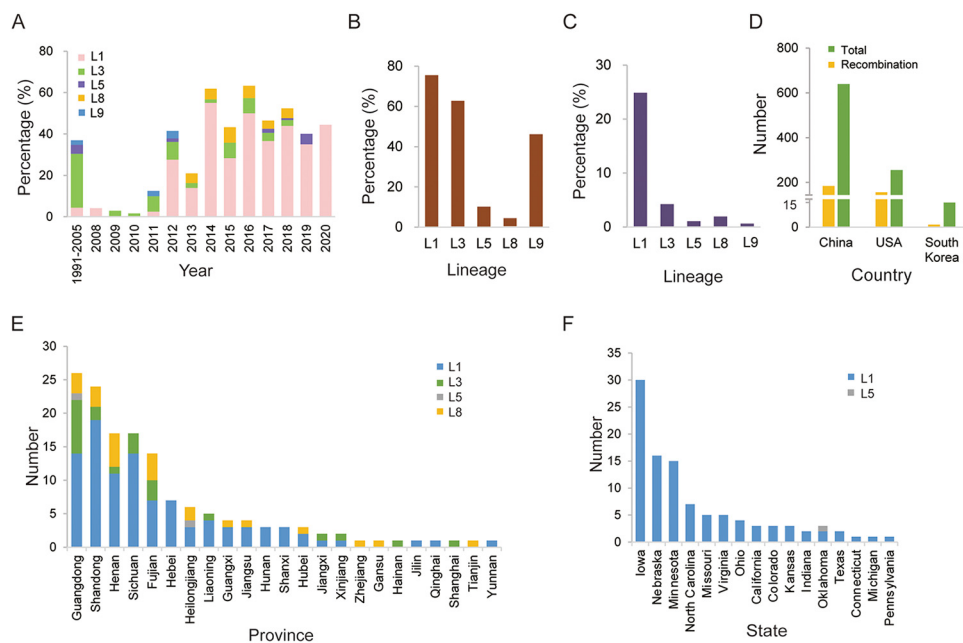 A
80
60
40
20
0
Percentage (%)
L1
L3
L5
L8
L9
1991-2005
2008
2009
2010
2011
2012
2013
2014
2015
2016
2017
2018
2019
2020
Year
B
80
60
40
20
0
Percentage (%)
L1 L3 L5 L8 L9
Lineage
C
30
20
10
0
Percentage (%)
L1 L3 L5 L8 L9
Lineage
D
800
600
400
200
15
0
Number
Total
Recombination
China USA South
Korea
Country
E
30
25
20
15
10
5
0
Number
L1
L3
L5
L8
Guangdong
Shandong
Henan
Sichuan
Fujian
Hebei
Heilongjiang
Liaoning
Guangxi
Jiangsu
Hunan
Shanxi
Hubei
Jiangxi
Xinjiang
Zhejiang
Gansu
Hainan
Jilin
Qinghai
Shanghai
Tianjin
Yunnan
Province
F
35
30
25
20
15
10
5
0
Number
L1
L5
Iowa
Nebraska
Minnesota
North Carolina
Missouri
Virginia
Ohio
California
Colorado
Kansas
Indiana
Oklahoma
Texas
Connecticut
Michigan
Pennsylvania
State